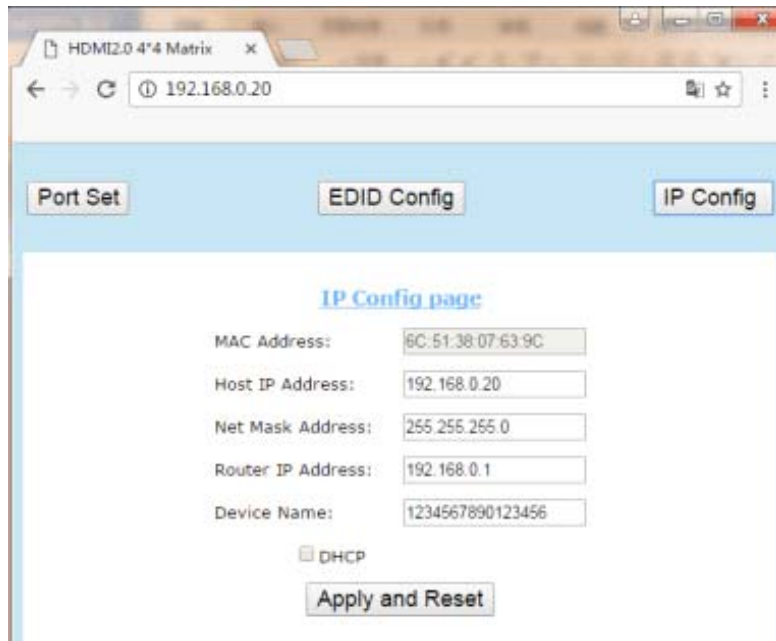 HDMI2.0 4*4 Matrix
192.168.0.20
Port Set EDID Config IP Config
IP Config page
MAC Address: 6C:51:38:07:63:9C
Host IP Address: 192.168.0.20
Net Mask Address: 255.255.255.0
Router IP Address: 192.168.0.1
Device Name: 1234567890123456
DHCP
Apply and Reset